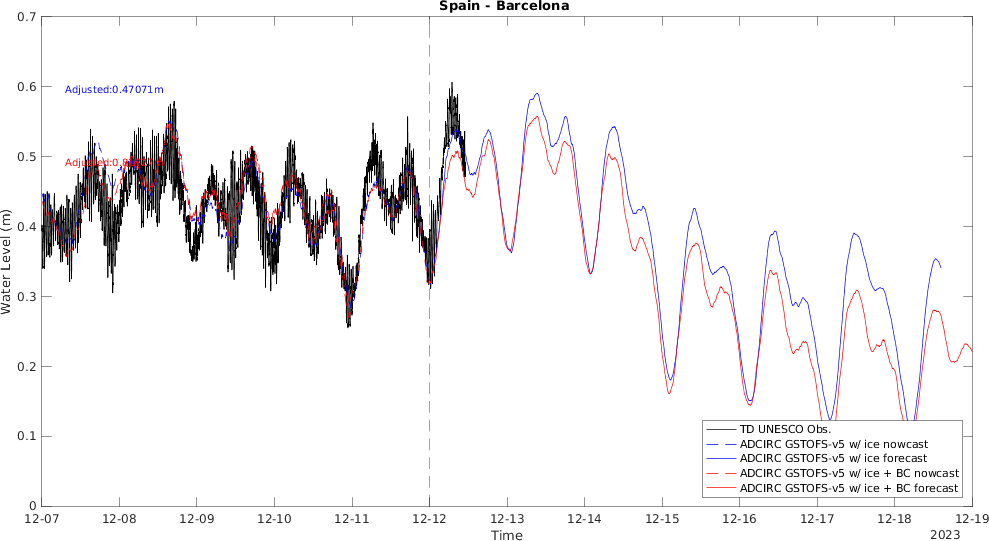 Spain - Barcelona
0.7
0.6
0.5
0.4
0.3
0.2
0.1
0
Water Level (m)
Adjusted:0.47071m
12-07
12-08
12-09
12-10
12-11
12-12
12-13
12-14
12-15
12-16
12-17
12-18
12-19
Time
2023
TD UNESCO Obs.
ADCIRC GSTOFS-v5 w/ ice nowcast
ADCIRC GSTOFS-v5 w/ ice forecast
ADCIRC GSTOFS-v5 w/ ice + BC nowcast
ADCIRC GSTOFS-v5 w/ ice + BC forecast